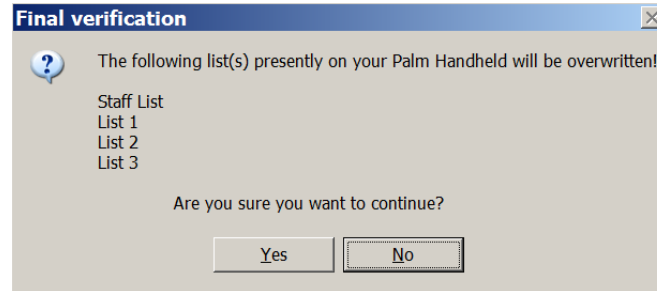 Final verification
The following list(s) presently on your Palm Handheld will be overwritten!
Staff List
List 1
List 2
List 3
Are you sure you want to continue?
Yes No